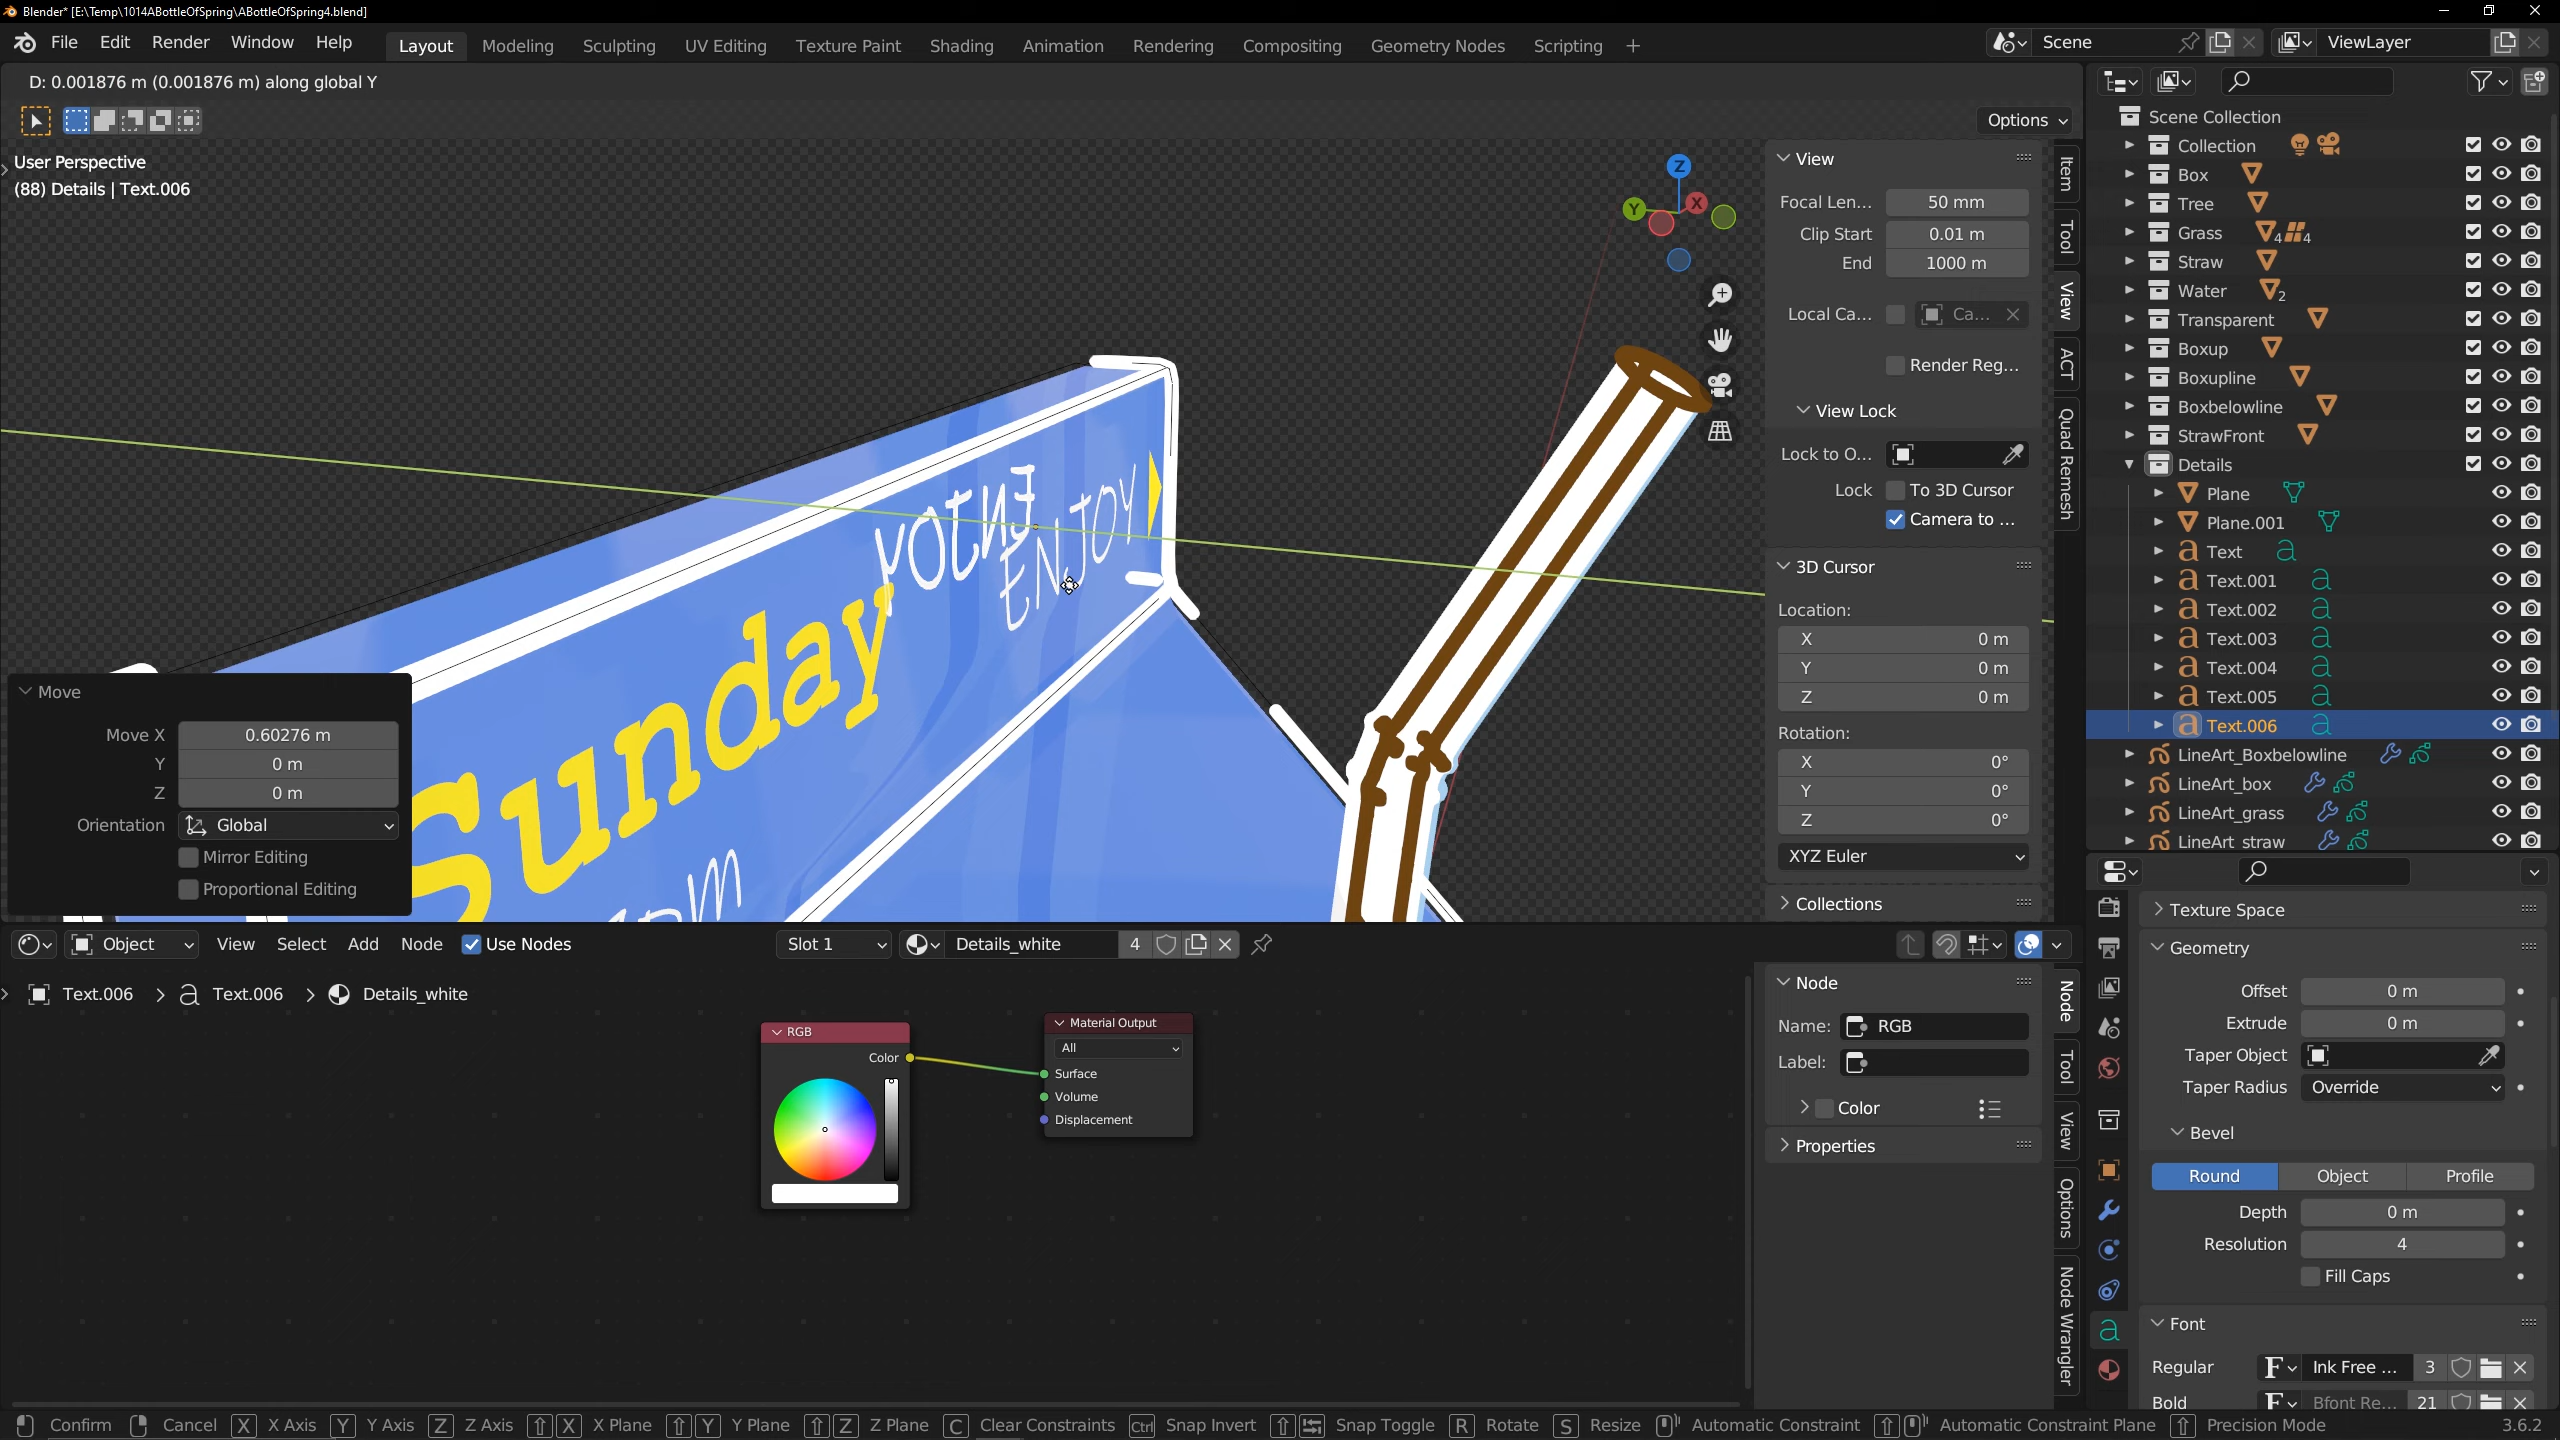 Blender* [E:\Temp\1014ABottleOfSpring\ABottleOfSpring4.blend]
File Edit Render Window Help Layout Modeling Sculpting UV Editing Texture Paint Shading Animation Rendering Compositing Geometry Nodes Scripting Scene ViewLayer
D: 0.001876 m (0.001876 m) along global Y
Options
User Perspective
(88) Details | Text.006
Z
Y X
ENJOY
ENJOY
Sunday
Move
Move X 0.60276 m
Y 0 m
Z 0 m
Orientation Global
Mirror Editing
Proportional Editing
View
Focal Len... 50 mm
Clip Start 0.01 m
End 1000 m
Local Ca... Ca...
Render Reg...
View Lock
Lock to O...
Lock To 3D Cursor
Camera to ...
3D Cursor
Location:
X 0 m
Y 0 m
Z 0 m
Rotation:
X 0°
Y 0°
Z 0°
XYZ Euler
Collections
Item
Tool
View
ACT
Quad Remesh
Scene Collection
Collection
Box
Tree
Grass 4 4
Straw
Water 2
Transparent
Boxup
Boxupline
Boxbelowline
StrawFront
Details
Plane
Plane.001
Text
Text.001
Text.002
Text.003
Text.004
Text.005
Text.006
LineArt_Boxbelowline
LineArt_box
LineArt_grass
LineArt_straw
Object View Select Add Node Use Nodes Slot 1 Details_white 4
Text.006 Text.006 Details_white
RGB
Color
Material Output
All
Surface
Volume
Displacement
Node
Name: RGB
Label:
Color
Properties
Node
Tool
View
Options
Node Wrangler
Texture Space
Geometry
Offset 0 m
Extrude 0 m
Taper Object
Taper Radius Override
Bevel
Round Object Profile
Depth 0 m
Resolution 4
Fill Caps
Font
Regular F Ink Free ... 3
Bold F Bfont Re... 21
Confirm Cancel X X Axis Y Y Axis Z Z Axis X X Plane Y Y Plane Z Z Plane C Clear Constraints Ctrl Snap Invert Snap Toggle R Rotate S Resize Automatic Constraint Automatic Constraint Plane Precision Mode 3.6.2